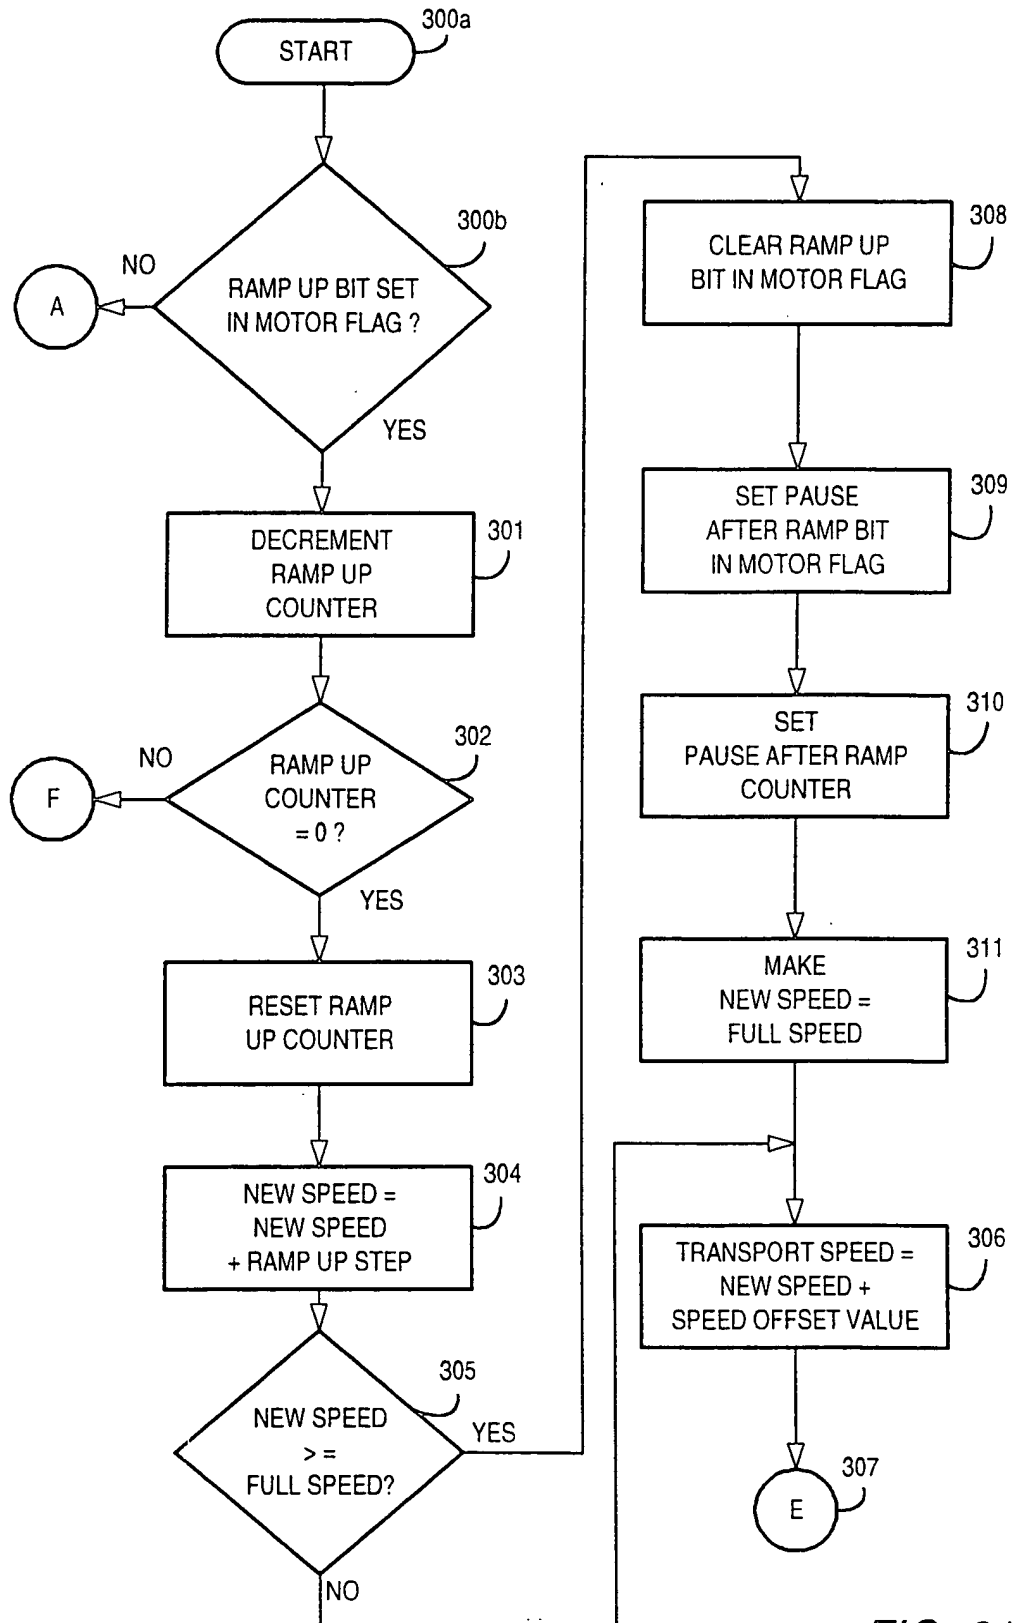 START
300a
RAMP UP BIT SET
IN MOTOR FLAG ?
300b
NO
A
YES
DECREMENT
RAMP UP
COUNTER
301
RAMP UP
COUNTER
= 0 ?
302
NO
F
YES
RESET RAMP
UP COUNTER
303
NEW SPEED =
NEW SPEED
+ RAMP UP STEP
304
NEW SPEED
> =
FULL SPEED?
305
YES
NO
CLEAR RAMP UP
BIT IN MOTOR FLAG
308
SET PAUSE
AFTER RAMP BIT
IN MOTOR FLAG
309
SET
PAUSE AFTER RAMP
COUNTER
310
MAKE
NEW SPEED =
FULL SPEED
311
TRANSPORT SPEED =
NEW SPEED +
SPEED OFFSET VALUE
306
E
307